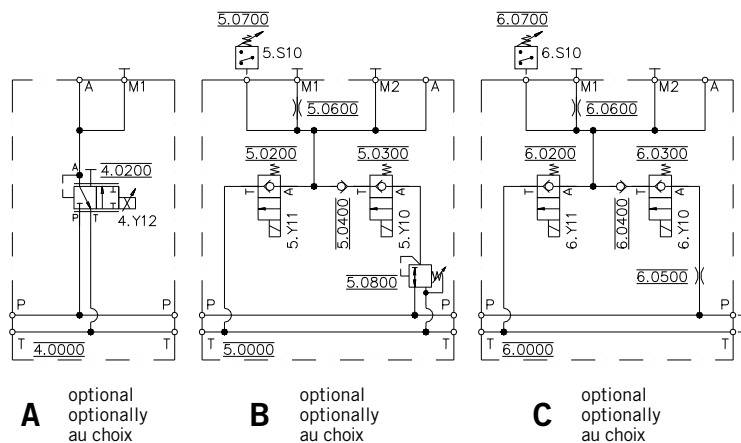 5.0700
5.S10
6.0700
6.S10
A
M1
M1
M2
A
M1
M2
A
5.0600
6.0600
A
4.0200
P
T
4.Y12
5.0200
5.0300
T
A
T
A
5.Y11
5.0400
5.Y10
5.0800
6.0200
6.0300
T
A
T
A
6.Y11
6.0400
6.Y10
6.0500
P
P
T
T
4.0000
P
P
T
T
5.0000
P
P
T
T
6.0000
A
optional
optionally
au choix
B
optional
optionally
au choix
C
optional
optionally
au choix